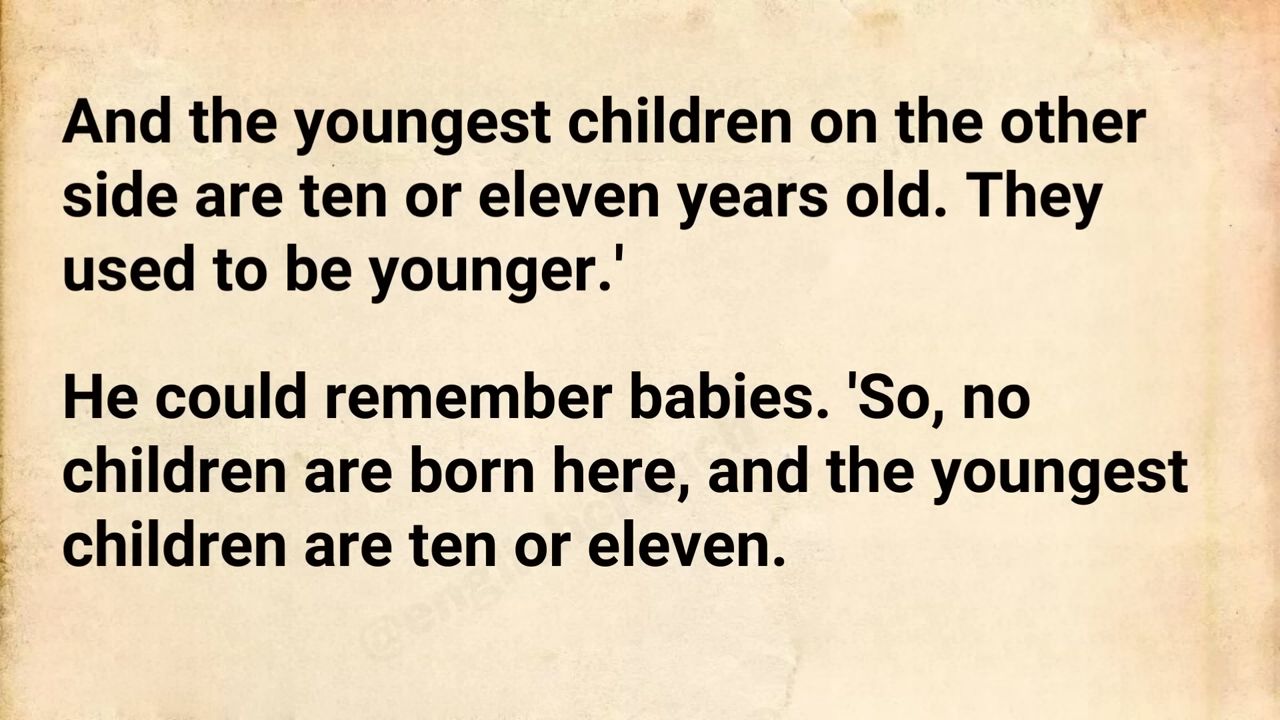 And the youngest children on the other
side are ten or eleven years old. They
used to be younger.'
He could remember babies. 'So, no
children are born here, and the youngest
children are ten or eleven.